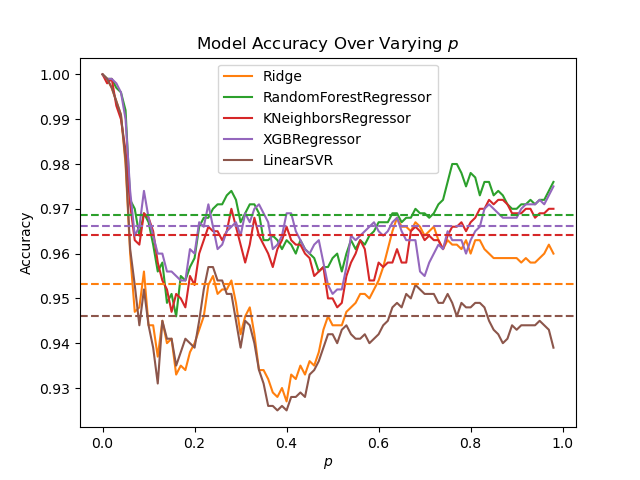 Model Accuracy Over Varying p
Ridge
RandomForestRegressor
KNeighborsRegressor
XGBRegressor
LinearSVR
Accuracy
1.00
0.99
0.98
0.97
0.96
0.95
0.94
0.93
0.0 0.2 0.4 0.6 0.8 1.0
p